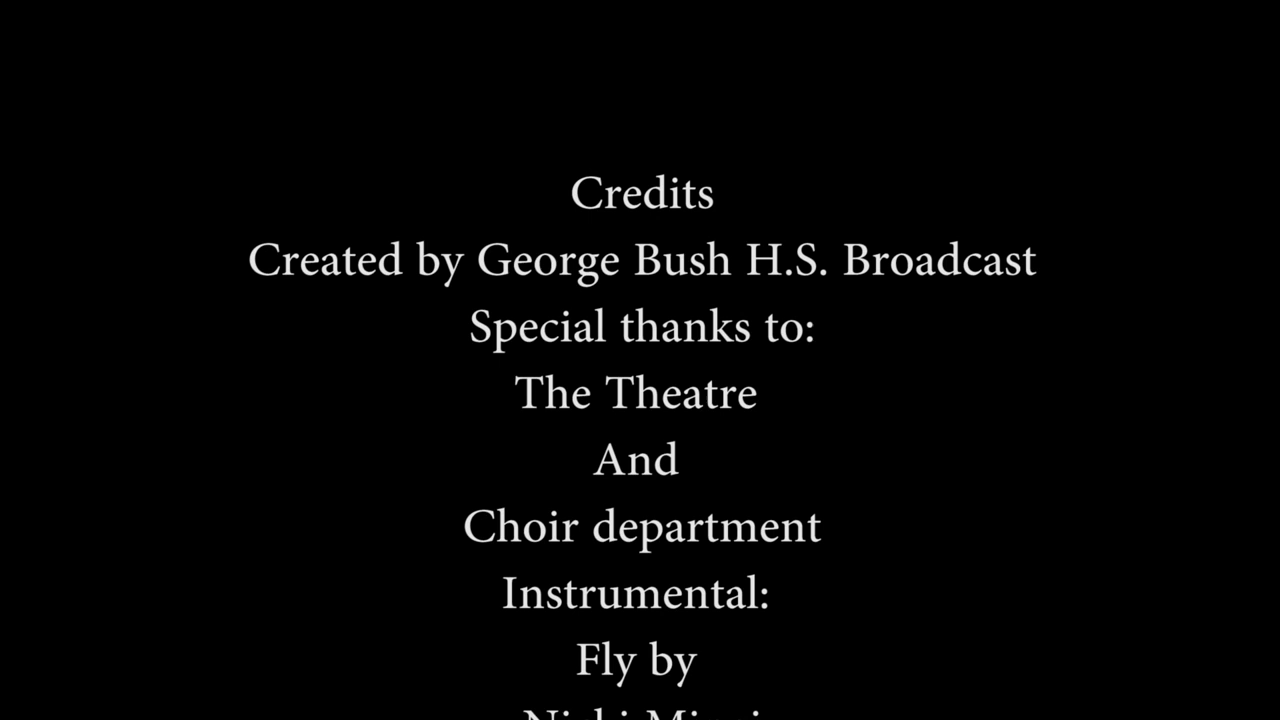 Credits
Created by George Bush H.S. Broadcast
Special thanks to:
The Theatre
And
Choir department
Instrumental:
Fly by